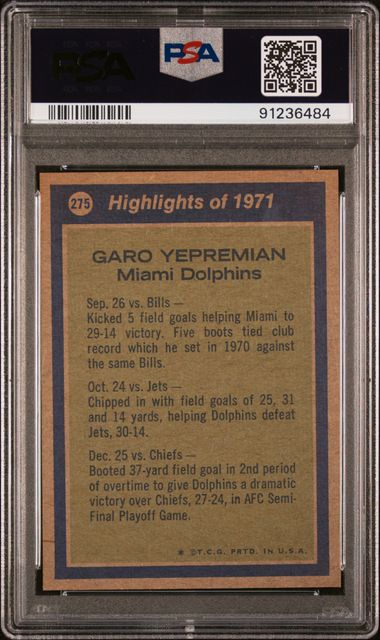 PSA
PSA
91236484
275 Highlights of 1971
GARO YEPREMIAN
Miami Dolphins
Sep. 26 vs. Bills —
Kicked 5 field goals helping Miami to
29-14 victory. Five boots tied club
record which he set in 1970 against
the same Bills.
Oct. 24 vs. Jets —
Chipped in with field goals of 25, 31
and 14 yards, helping Dolphins defeat
Jets, 30-14.
Dec. 25 vs. Chiefs —
Booted 37-yard field goal in 2nd period
of overtime to give Dolphins a dramatic
victory over Chiefs, 27-24, in AFC Semi-
Final Playoff Game.
* ©T.C.G. PRTD. IN U.S.A.